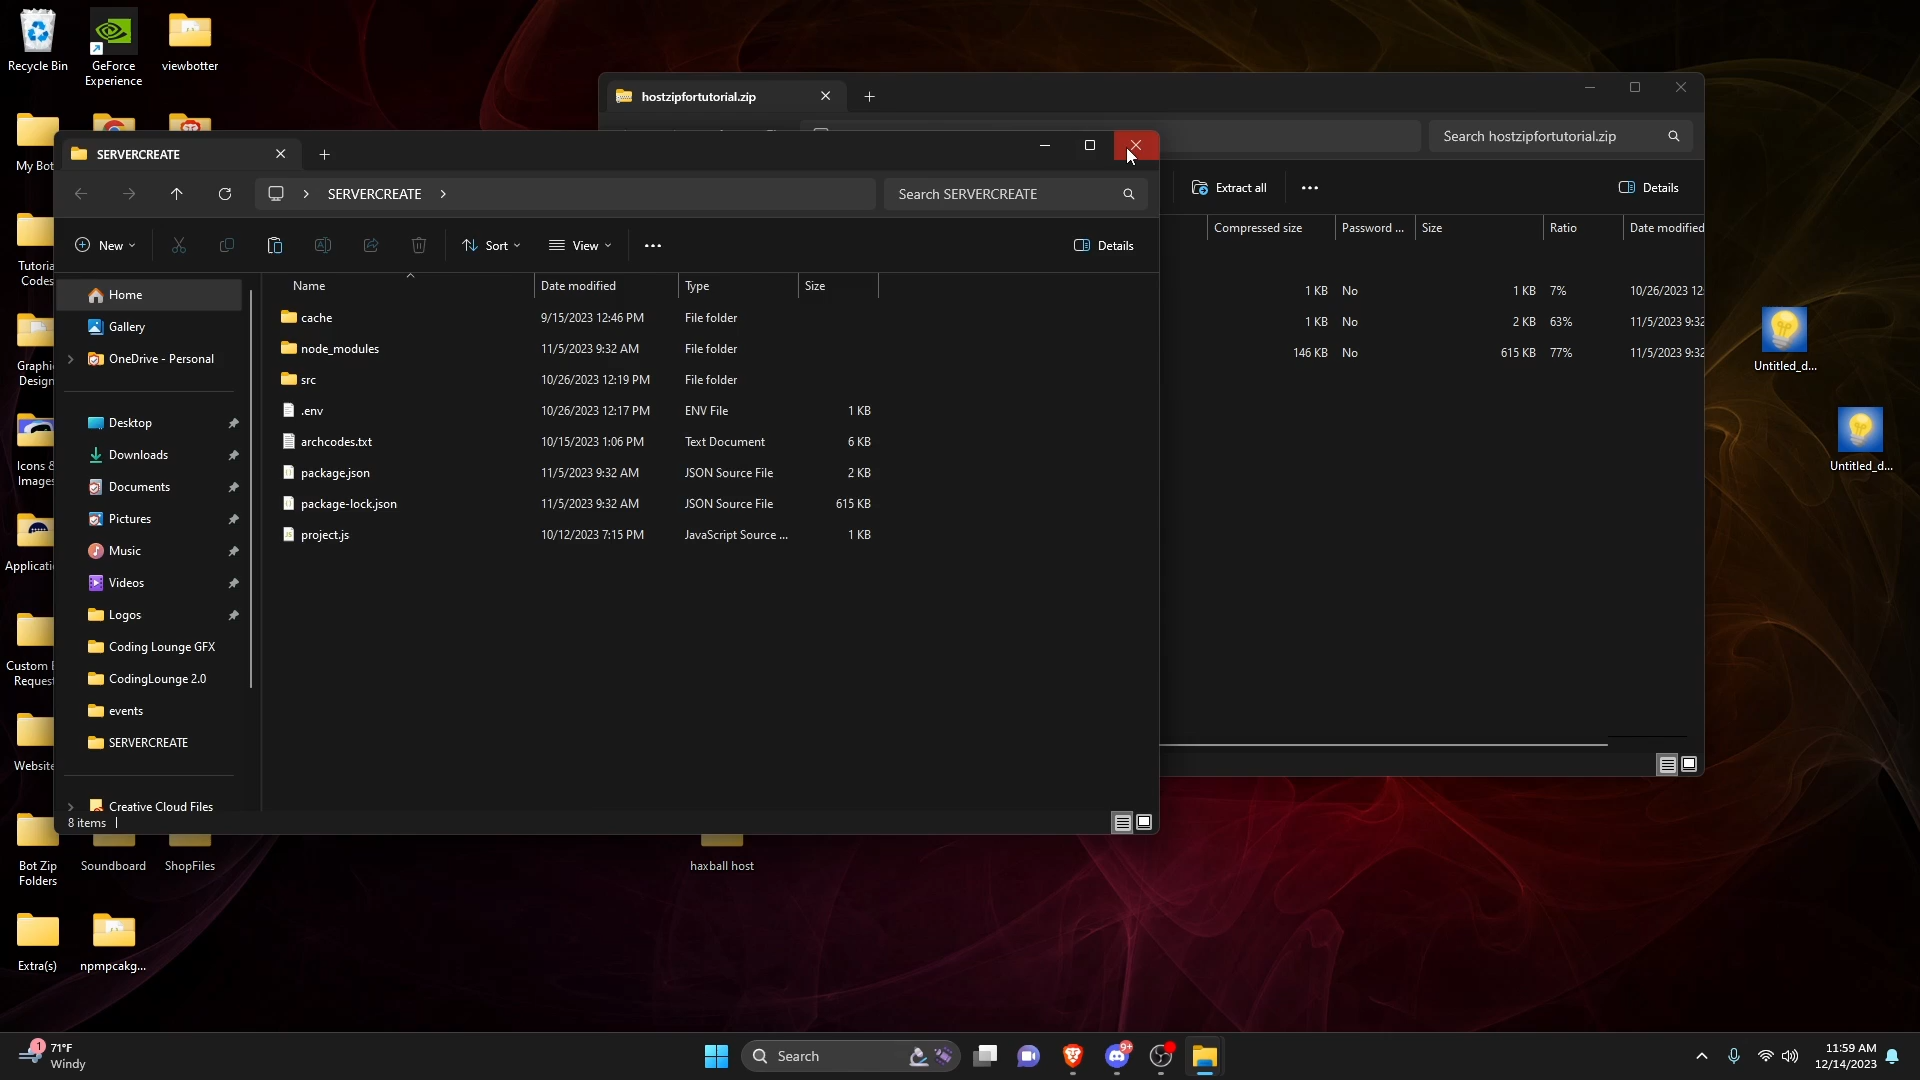 Recycle Bin
GeForce
Experience
viewbotter
My Bot
Tutoria
Codes
Graphi
Design
Icons &
Images
Applicatio
Custom B
Reques
Website
Bot Zip
Folders
Soundboard
ShopFiles
haxball host
Extra(s)
npmpcakg...
Untitled_d...
Untitled_d...
hostzipfortutorial.zip
Search hostzipfortutorial.zip
Extract all
Details
Compressed size
Password ...
Size
Ratio
Date modified
1 KB No 1 KB 7% 10/26/2023 12:
1 KB No 2 KB 63% 11/5/2023 9:32
146 KB No 615 KB 77% 11/5/2023 9:32
SERVERCREATE
SERVERCREATE
Search SERVERCREATE
New
Sort
View
Details
Home
Gallery
OneDrive - Personal
Desktop
Downloads
Documents
Pictures
Music
Videos
Logos
Coding Lounge GFX
CodingLounge 2.0
events
SERVERCREATE
Creative Cloud Files
Name Date modified Type Size
cache 9/15/2023 12:46 PM File folder
node_modules 11/5/2023 9:32 AM File folder
src 10/26/2023 12:19 PM File folder
.env 10/26/2023 12:17 PM ENV File 1 KB
archcodes.txt 10/15/2023 1:06 PM Text Document 6 KB
package.json 11/5/2023 9:32 AM JSON Source File 2 KB
package-lock.json 11/5/2023 9:32 AM JSON Source File 615 KB
project.js 10/12/2023 7:15 PM JavaScript Source ... 1 KB
8 items
1
71°F
Windy
Search
9+
11:59 AM
12/14/2023